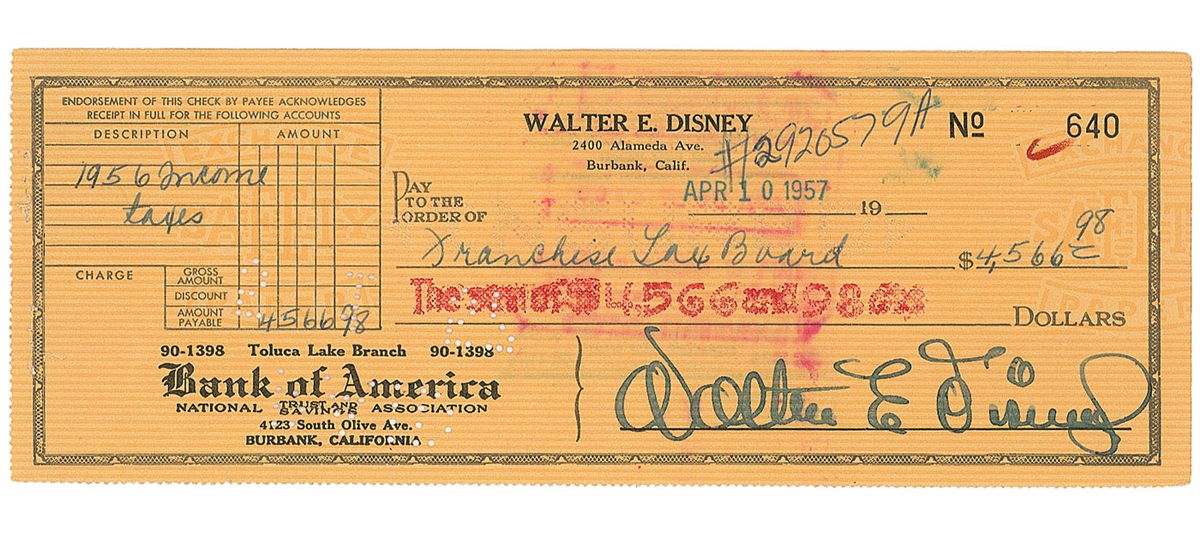 ENDORSEMENT OF THIS CHECK BY PAYEE ACKNOWLEDGES
RECEIPT IN FULL FOR THE FOLLOWING ACCOUNTS
DESCRIPTION AMOUNT
1956 Income
taxes
CHARGE
GROSS
AMOUNT
DISCOUNT
AMOUNT
PAYABLE 4566 98
WALTER E. DISNEY
2400 Alameda Ave.
Burbank, Calif.
#2920579A
No 640
APR 10 1957
19
PAY
TO THE
ORDER OF
Franchise Tax Board $4,566 98
The sum of $4,566 and 98 cts
DOLLARS
90-1398 Toluca Lake Branch 90-1398
Bank of America
NATIONAL TRUST AND SAVINGS ASSOCIATION
4123 South Olive Ave.
BURBANK, CALIFORNIA
Walter E Disney